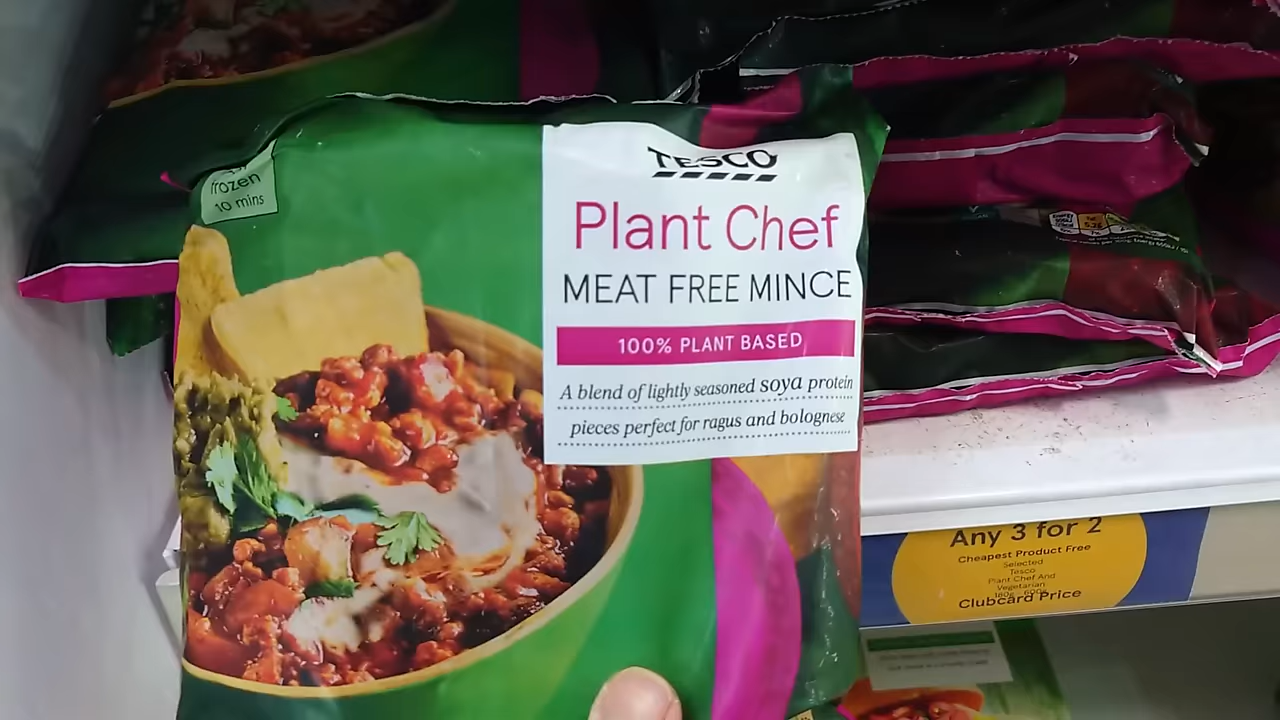 TESCO
Plant Chef
MEAT FREE MINCE
100% PLANT BASED
A blend of lightly seasoned soya protein
pieces perfect for ragus and bolognese
frozen
10 mins
Any 3 for 2
Cheapest Product Free
Selected
Tesco
Plant Chef And
Vegetarian
Clubcard Price